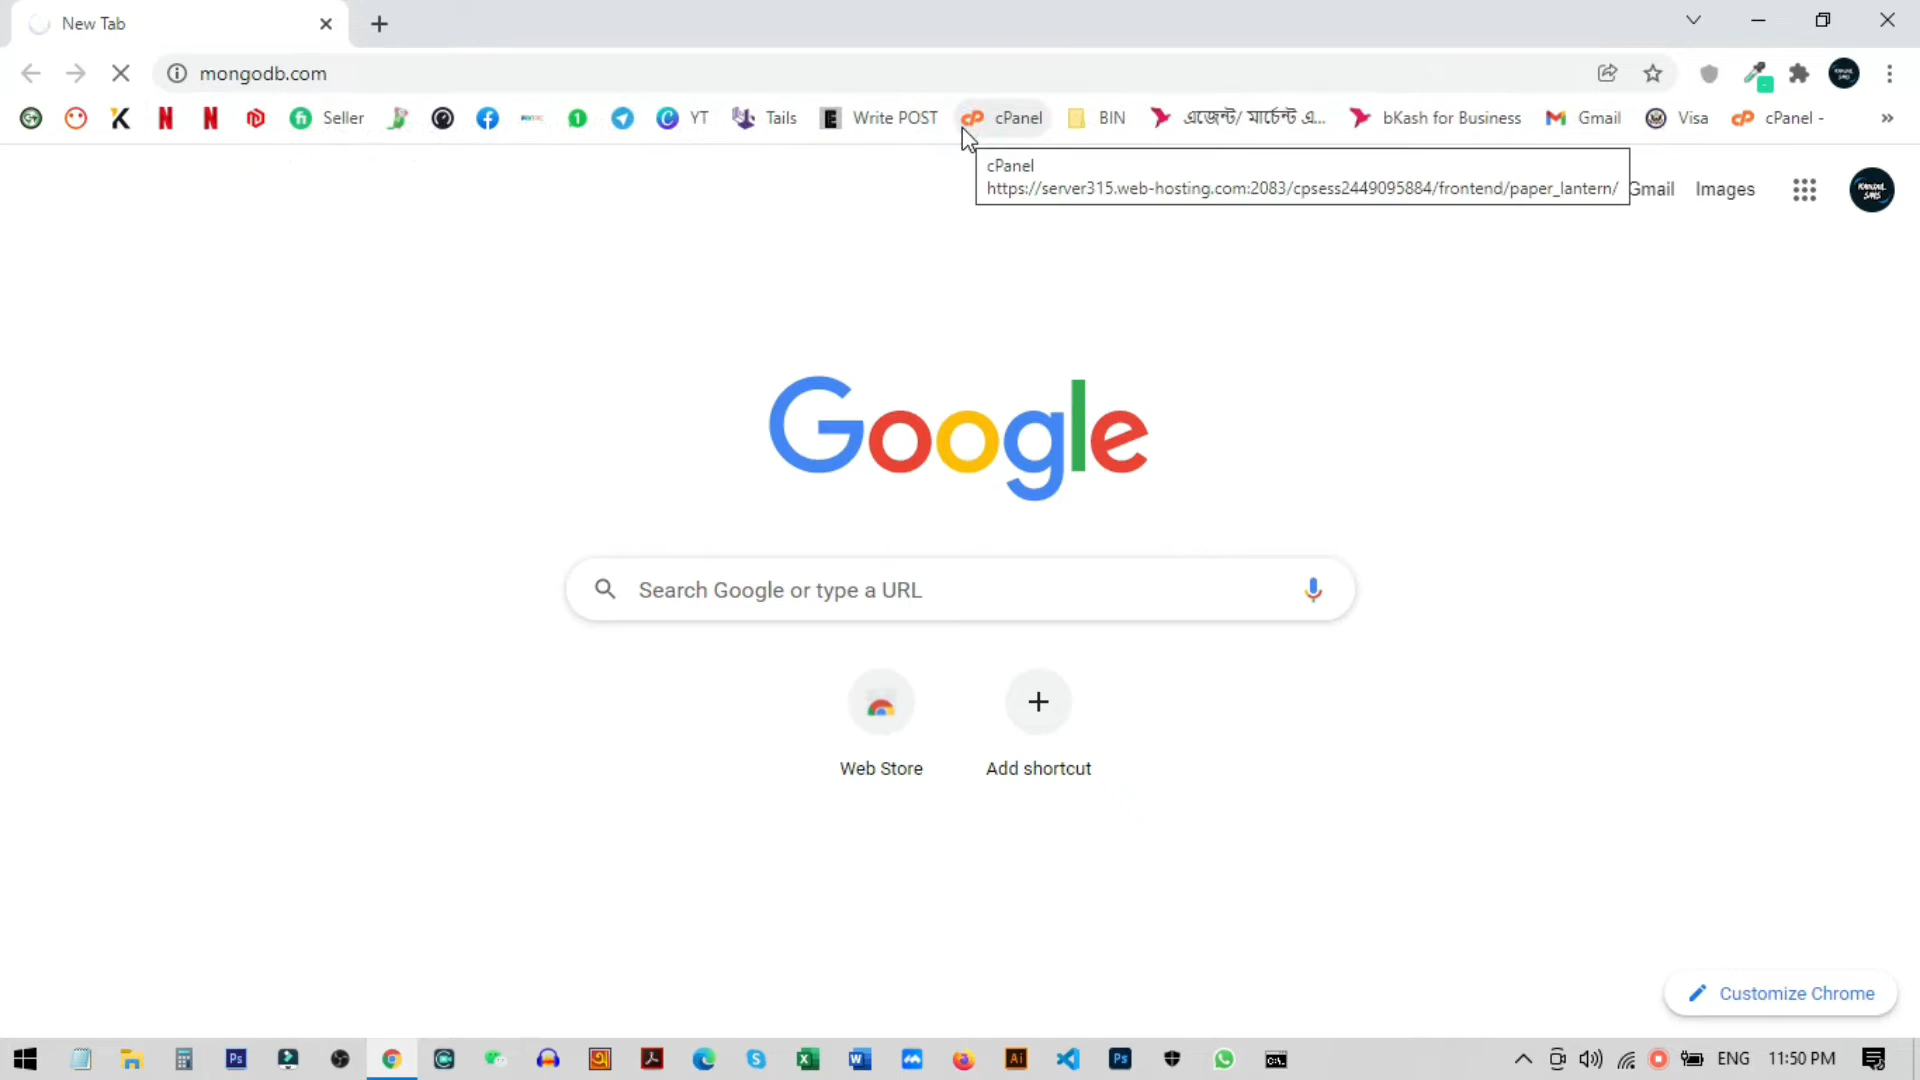 New Tab
mongodb.com
Seller
YT
Tails
Write POST
cPanel
BIN
এজেন্ট/ মার্চেন্ট এ...
bKash for Business
Gmail
Visa
cPanel -
cPanel
https://server315.web-hosting.com:2083/cpsess2449095884/frontend/paper_lantern/
Gmail
Images
Google
Search Google or type a URL
Web Store
Add shortcut
Customize Chrome
ENG
11:50 PM